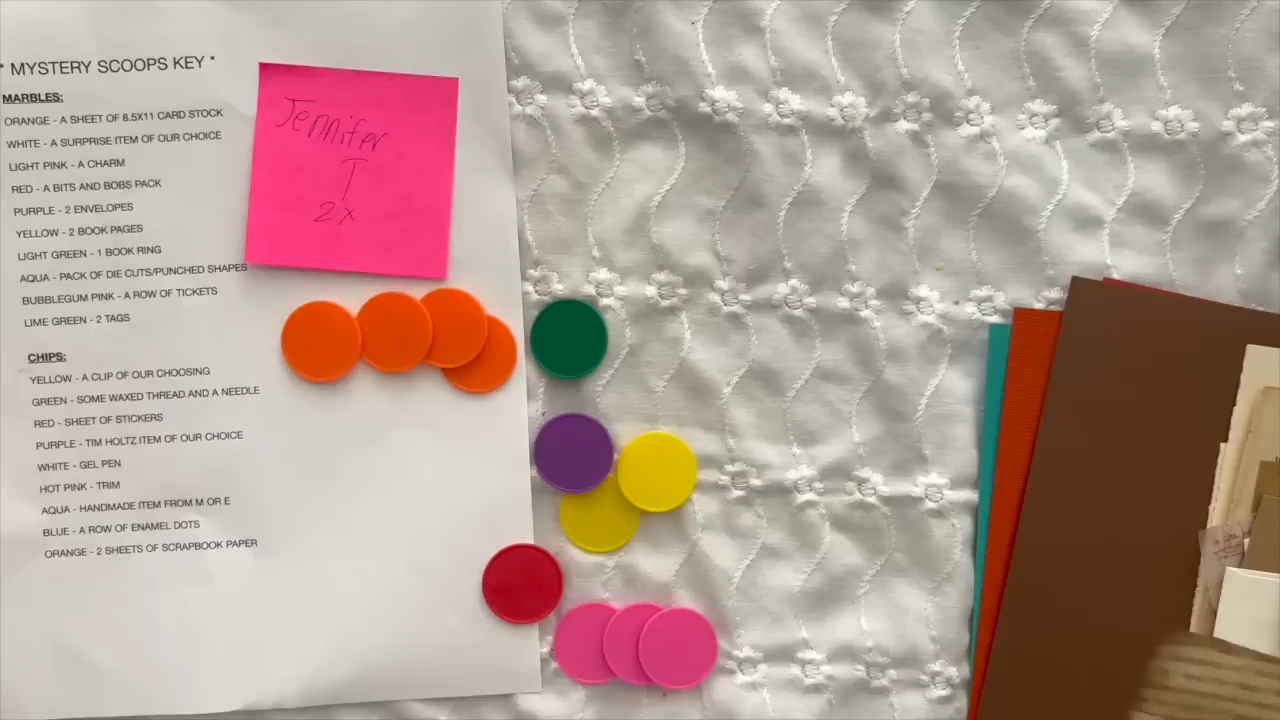 * MYSTERY SCOOPS KEY *
MARBLES:
ORANGE - A SHEET OF 8.5X11 CARD STOCK
WHITE - A SURPRISE ITEM OF OUR CHOICE
LIGHT PINK - A CHARM
RED - A BITS AND BOBS PACK
PURPLE - 2 ENVELOPES
YELLOW - 2 BOOK PAGES
LIGHT GREEN - 1 BOOK RING
AQUA - PACK OF DIE CUTS/PUNCHED SHAPES
BUBBLEGUM PINK - A ROW OF TICKETS
LIME GREEN - 2 TAGS
CHIPS:
YELLOW - A CLIP OF OUR CHOOSING
GREEN - SOME WAXED THREAD AND A NEEDLE
RED - SHEET OF STICKERS
PURPLE - TIM HOLTZ ITEM OF OUR CHOICE
WHITE - GEL PEN
HOT PINK - TRIM
AQUA - HANDMADE ITEM FROM M OR E
BLUE - A ROW OF ENAMEL DOTS
ORANGE - 2 SHEETS OF SCRAPBOOK PAPER
Jennifer
T
2x